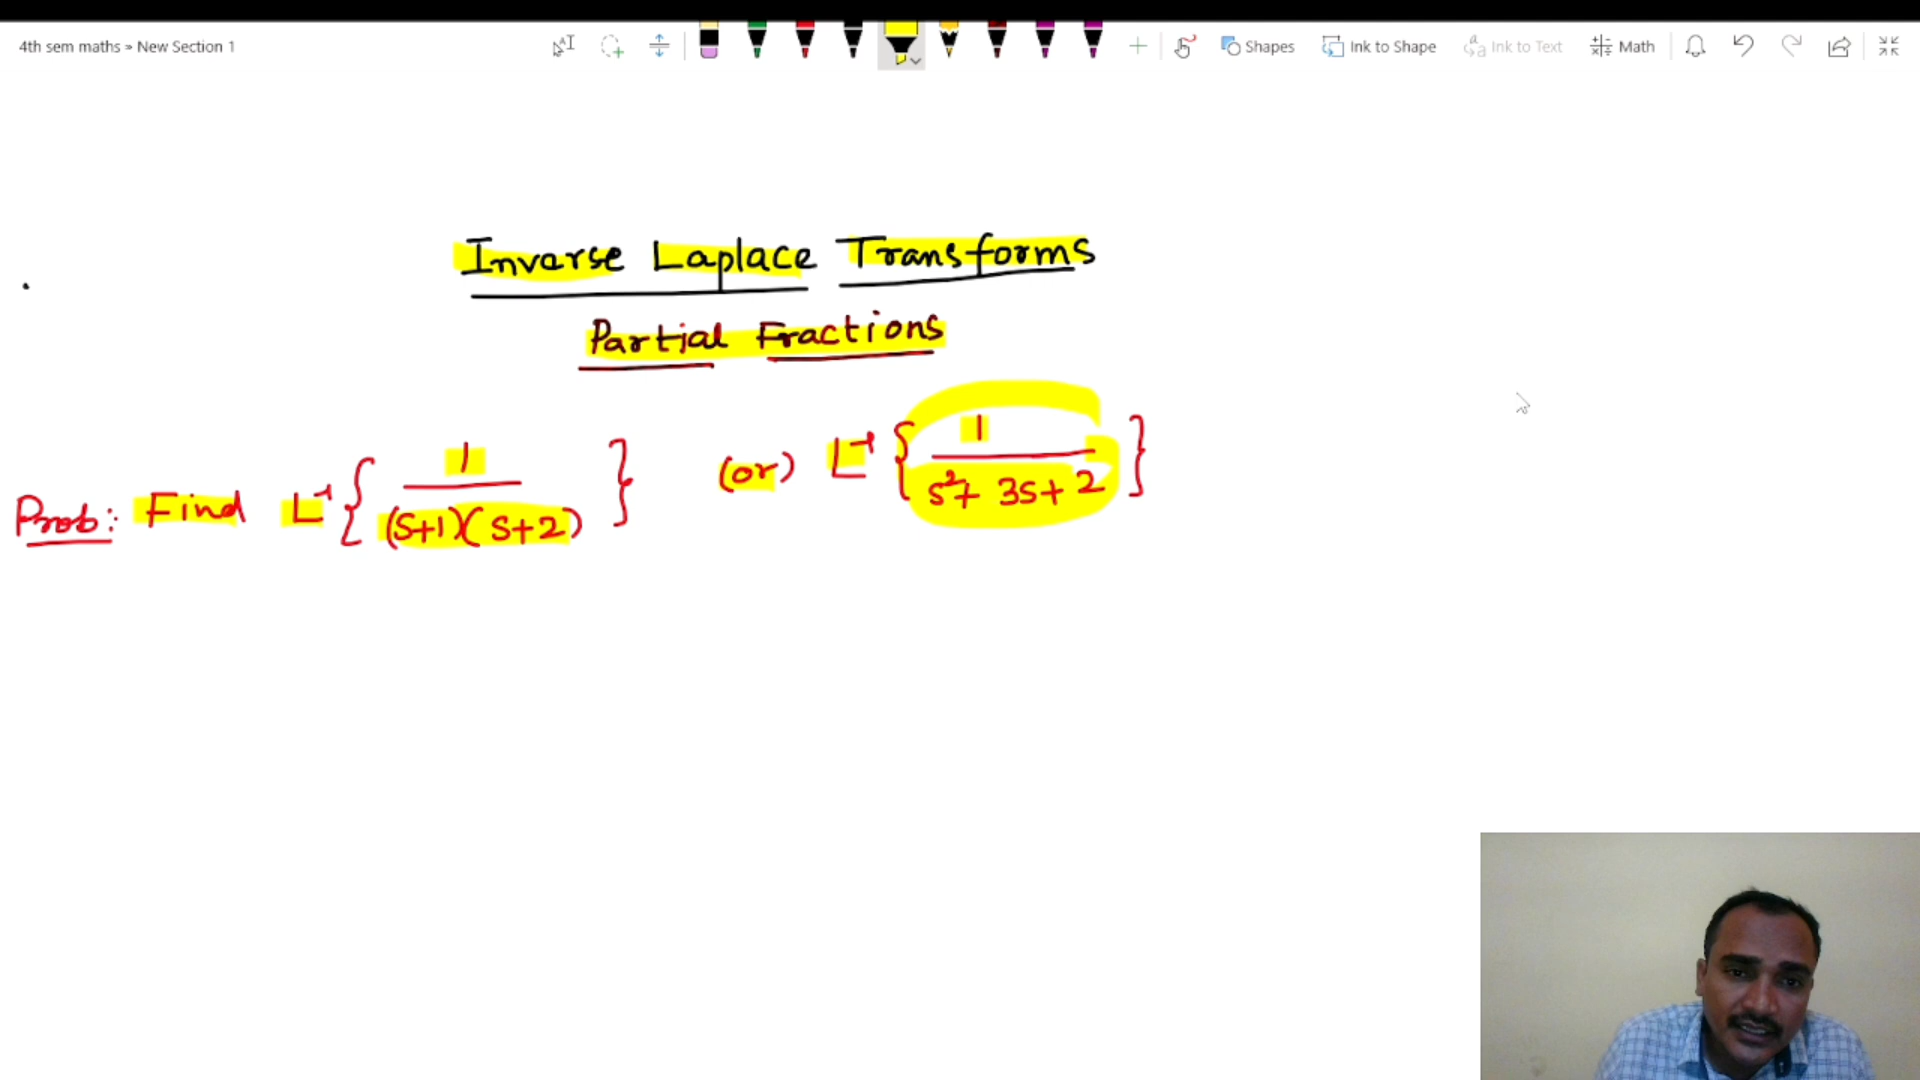 4th sem maths » New Section 1
Shapes Ink to Shape Ink to Text Math
Inverse Laplace Transforms
Partial Fractions
Prob: Find L⁻¹{ 1 / (S+1)(S+2) } (or) L⁻¹{ 1 / s²+ 3s+ 2 }